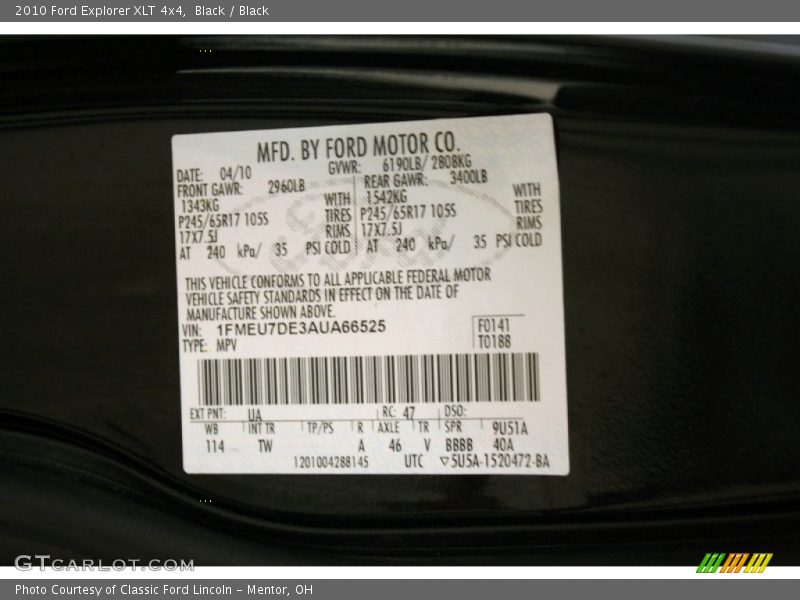 2010 Ford Explorer XLT 4x4, Black / Black
MFD. BY FORD MOTOR CO.
DATE: 04/10 GVWR: 6190LB/ 2808KG
FRONT GAWR: 2960LB REAR GAWR: 3400LB
1343KG WITH 1542KG WITH
P245/65R17 105S TIRES P245/65R17 105S TIRES
17X7.5J RIMS 17X7.5J RIMS
AT 240 kPa/ 35 PSI COLD AT 240 kPa/ 35 PSI COLD
THIS VEHICLE CONFORMS TO ALL APPLICABLE FEDERAL MOTOR
VEHICLE SAFETY STANDARDS IN EFFECT ON THE DATE OF
MANUFACTURE SHOWN ABOVE.
VIN: 1FMEU7DE3AUA66525 F0141
TYPE: MPV T0188
EXT PNT: UA RC: 47 DSO:
WB INT TR TP/PS R AXLE TR SPR 9U51A
114 TW A 46 V BBBB 40A
1201004288145 UTC ▽5U5A-1520472-BA
GTCARLOT.COM
Photo Courtesy of Classic Ford Lincoln – Mentor, OH